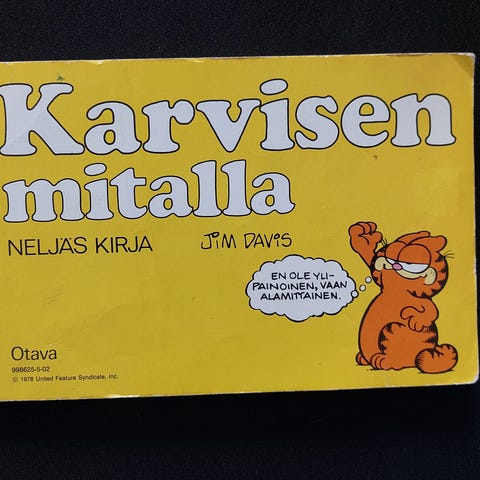 Karvisen
mitalla
NELJÄS KIRJA
JIM DAVIS
EN OLE YLI-
PAINOINEN, VAAN
ALAMITTAINEN.
Otava
998625-5-02
© 1978 United Feature Syndicate, Inc.